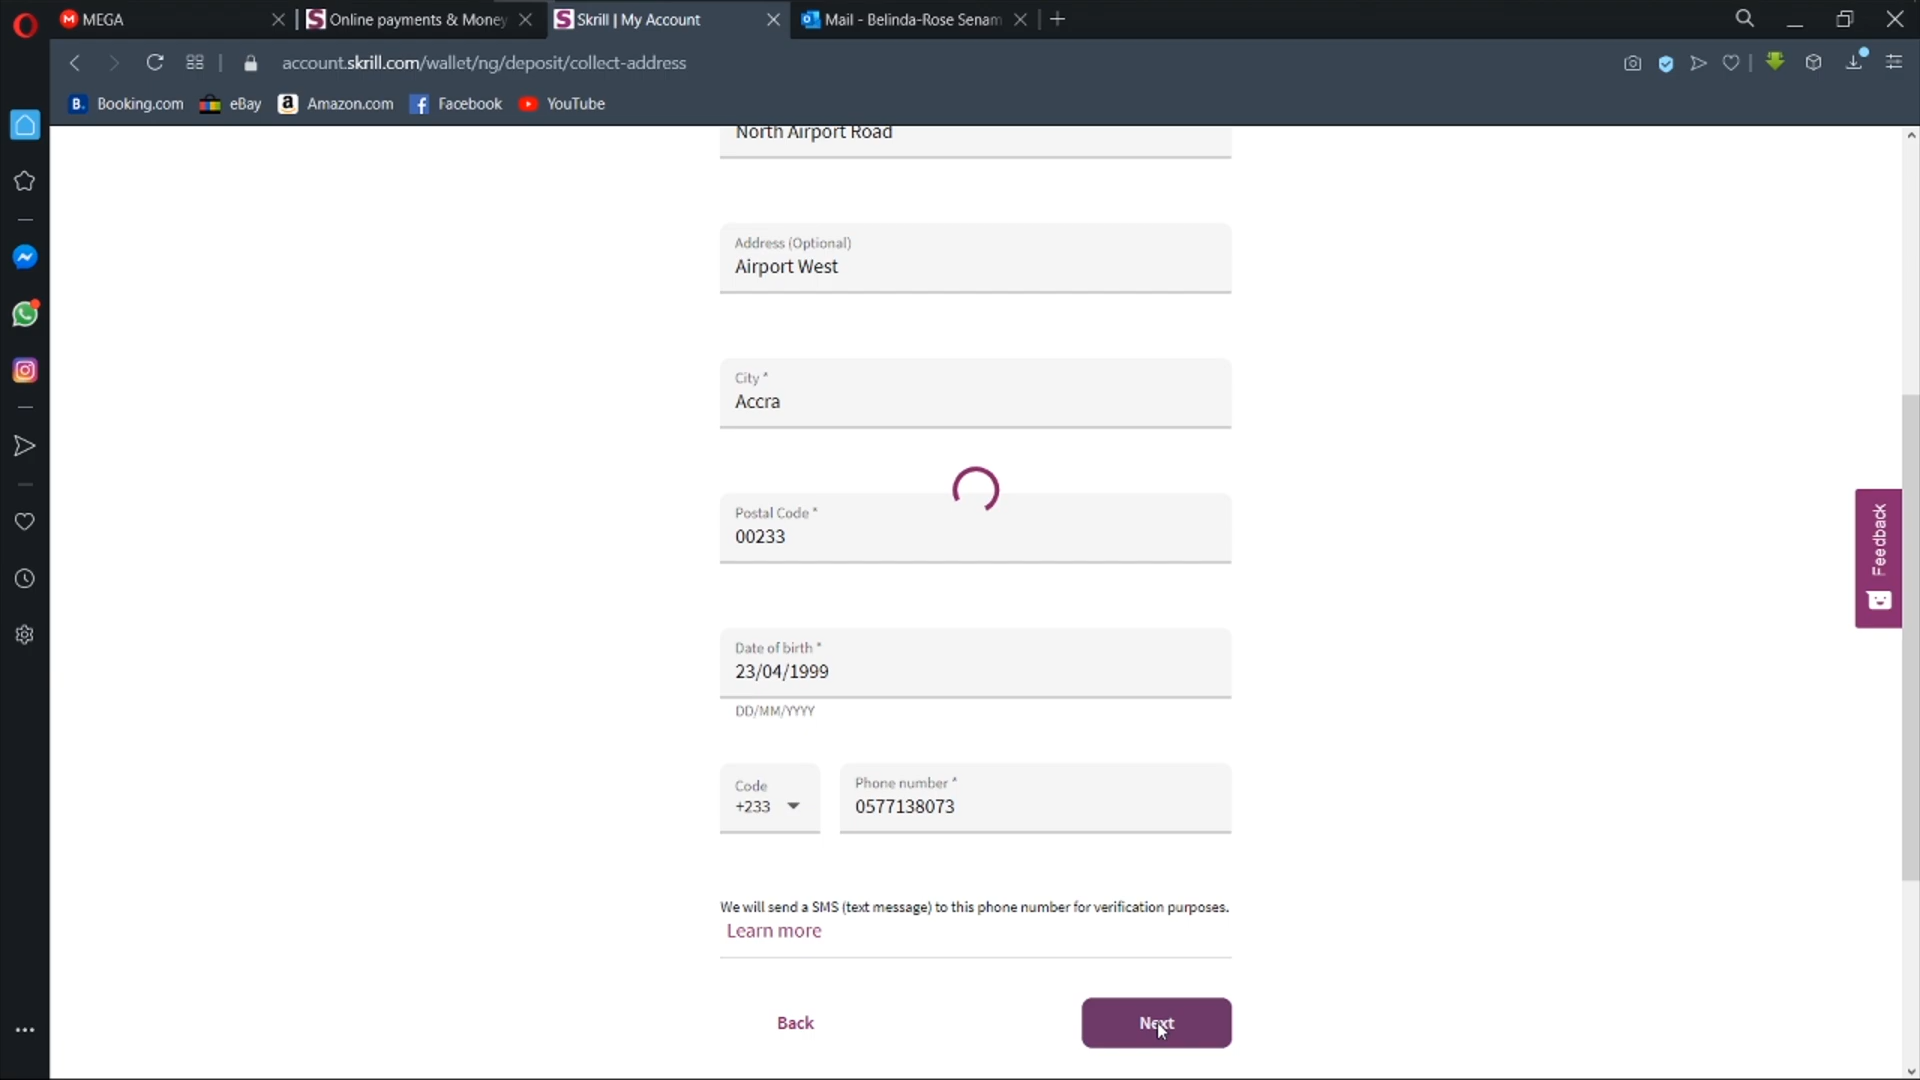 MEGA
Online payments & Money
Skrill | My Account
Mail - Belinda-Rose Senam
account.skrill.com/wallet/ng/deposit/collect-address
B. Booking.com
eBay
a Amazon.com
Facebook
YouTube
North Airport Road
Address (Optional)
Airport West
City *
Accra
Postal Code *
00233
Date of birth *
23/04/1999
DD/MM/YYYY
Code
+233
Phone number *
0577138073
We will send a SMS (text message) to this phone number for verification purposes.
Learn more
Back
Next
Feedback